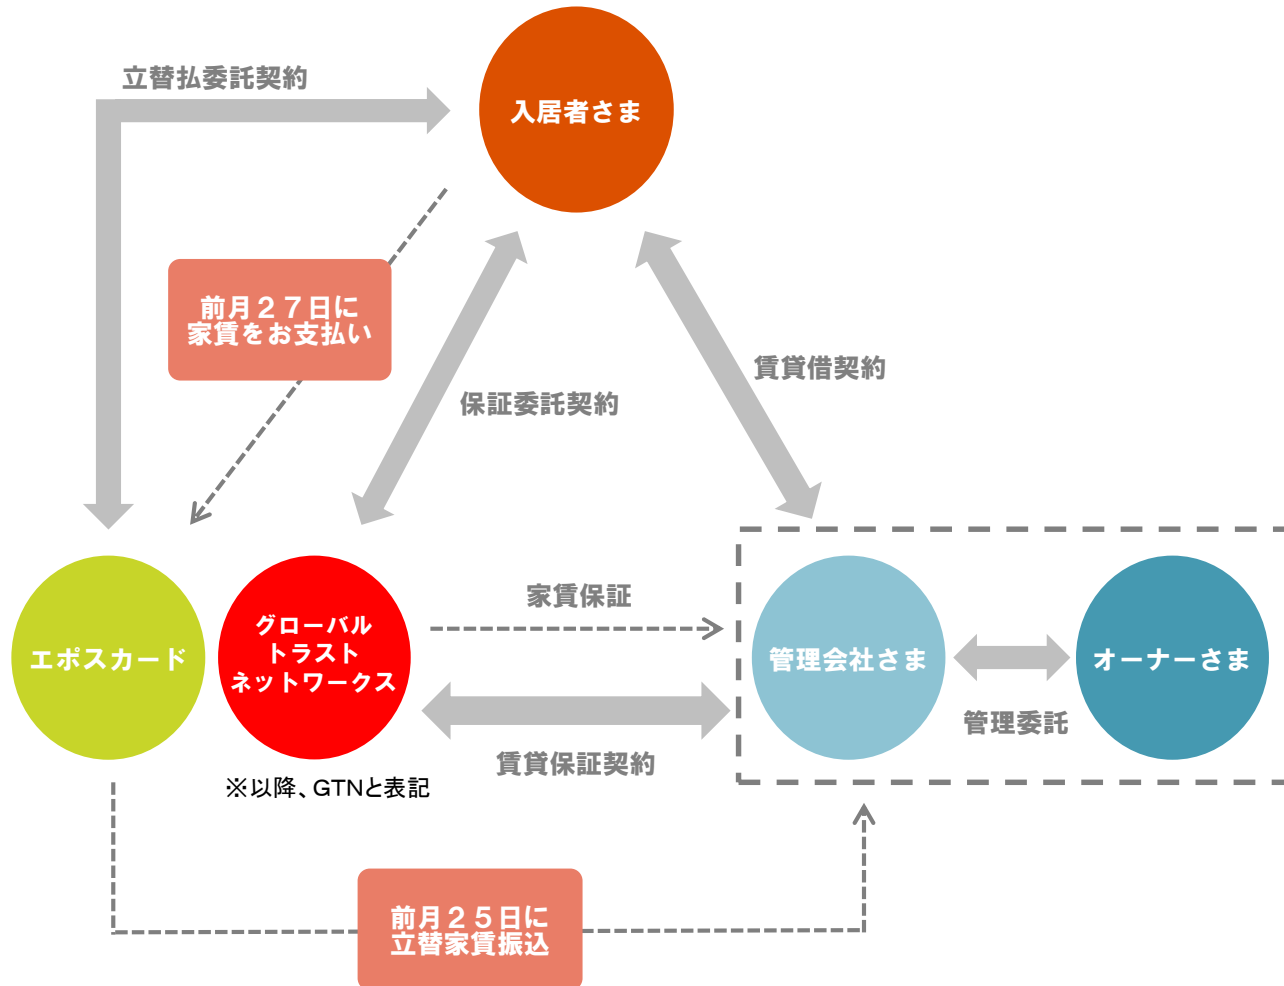 立替払委託契約
入居者さま
前月２７日に
家賃をお支払い
保証委託契約
賃貸借契約
エポスカード
グローバル
トラスト
ネットワークス
※以降、GTNと表記
家賃保証
賃貸保証契約
管理会社さま
管理委託
オーナーさま
前月２５日に
立替家賃振込